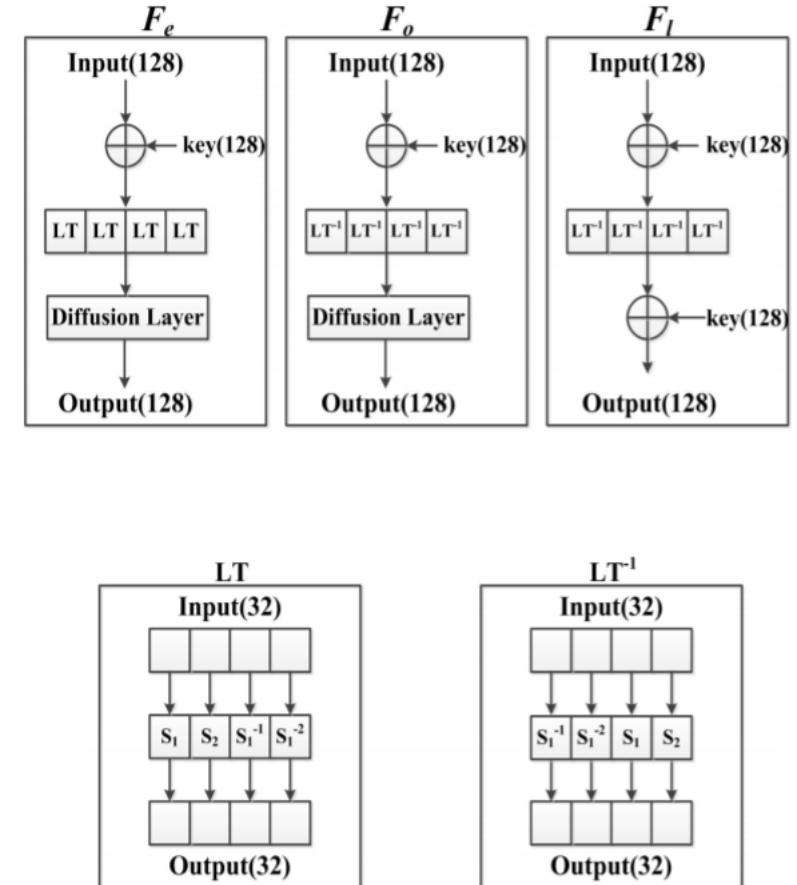 Fe Fo Fl
Input(128) Input(128) Input(128)
key(128) key(128) key(128)
LT LT LT LT LT⁻¹ LT⁻¹ LT⁻¹ LT⁻¹ LT⁻¹ LT⁻¹ LT⁻¹ LT⁻¹
Diffusion Layer Diffusion Layer key(128)
Output(128) Output(128) Output(128)
LT LT⁻¹
Input(32) Input(32)
S₁ S₂ S₁⁻¹ S₁⁻² S₁⁻¹ S₁⁻² S₁ S₂
Output(32) Output(32)